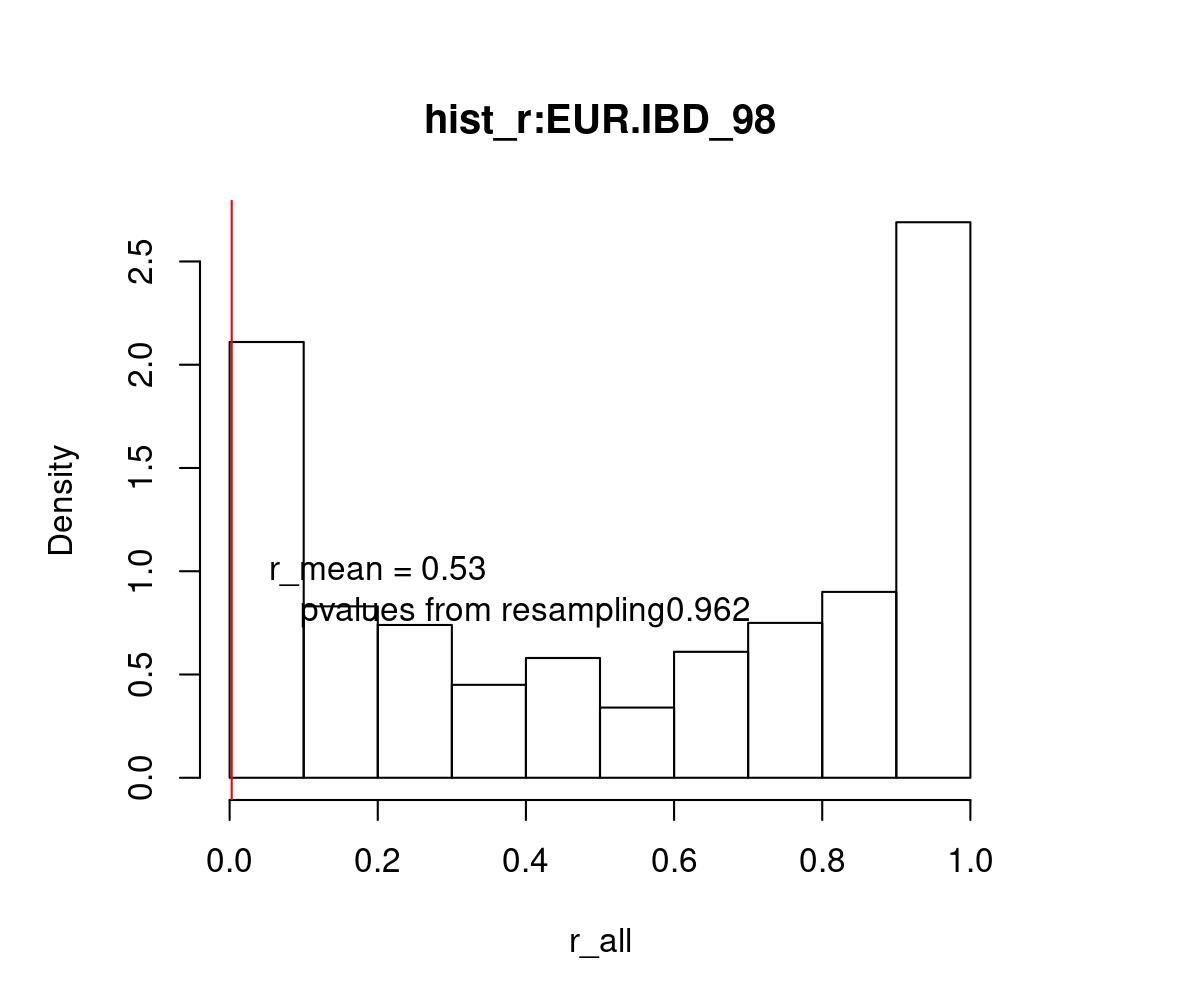 hist_r:EUR.IBD_98
Density
2.5
2.0
1.5
1.0
0.5
0.0
r_mean = 0.53
pvalues from resampling0.962
0.0 0.2 0.4 0.6 0.8 1.0
r_all